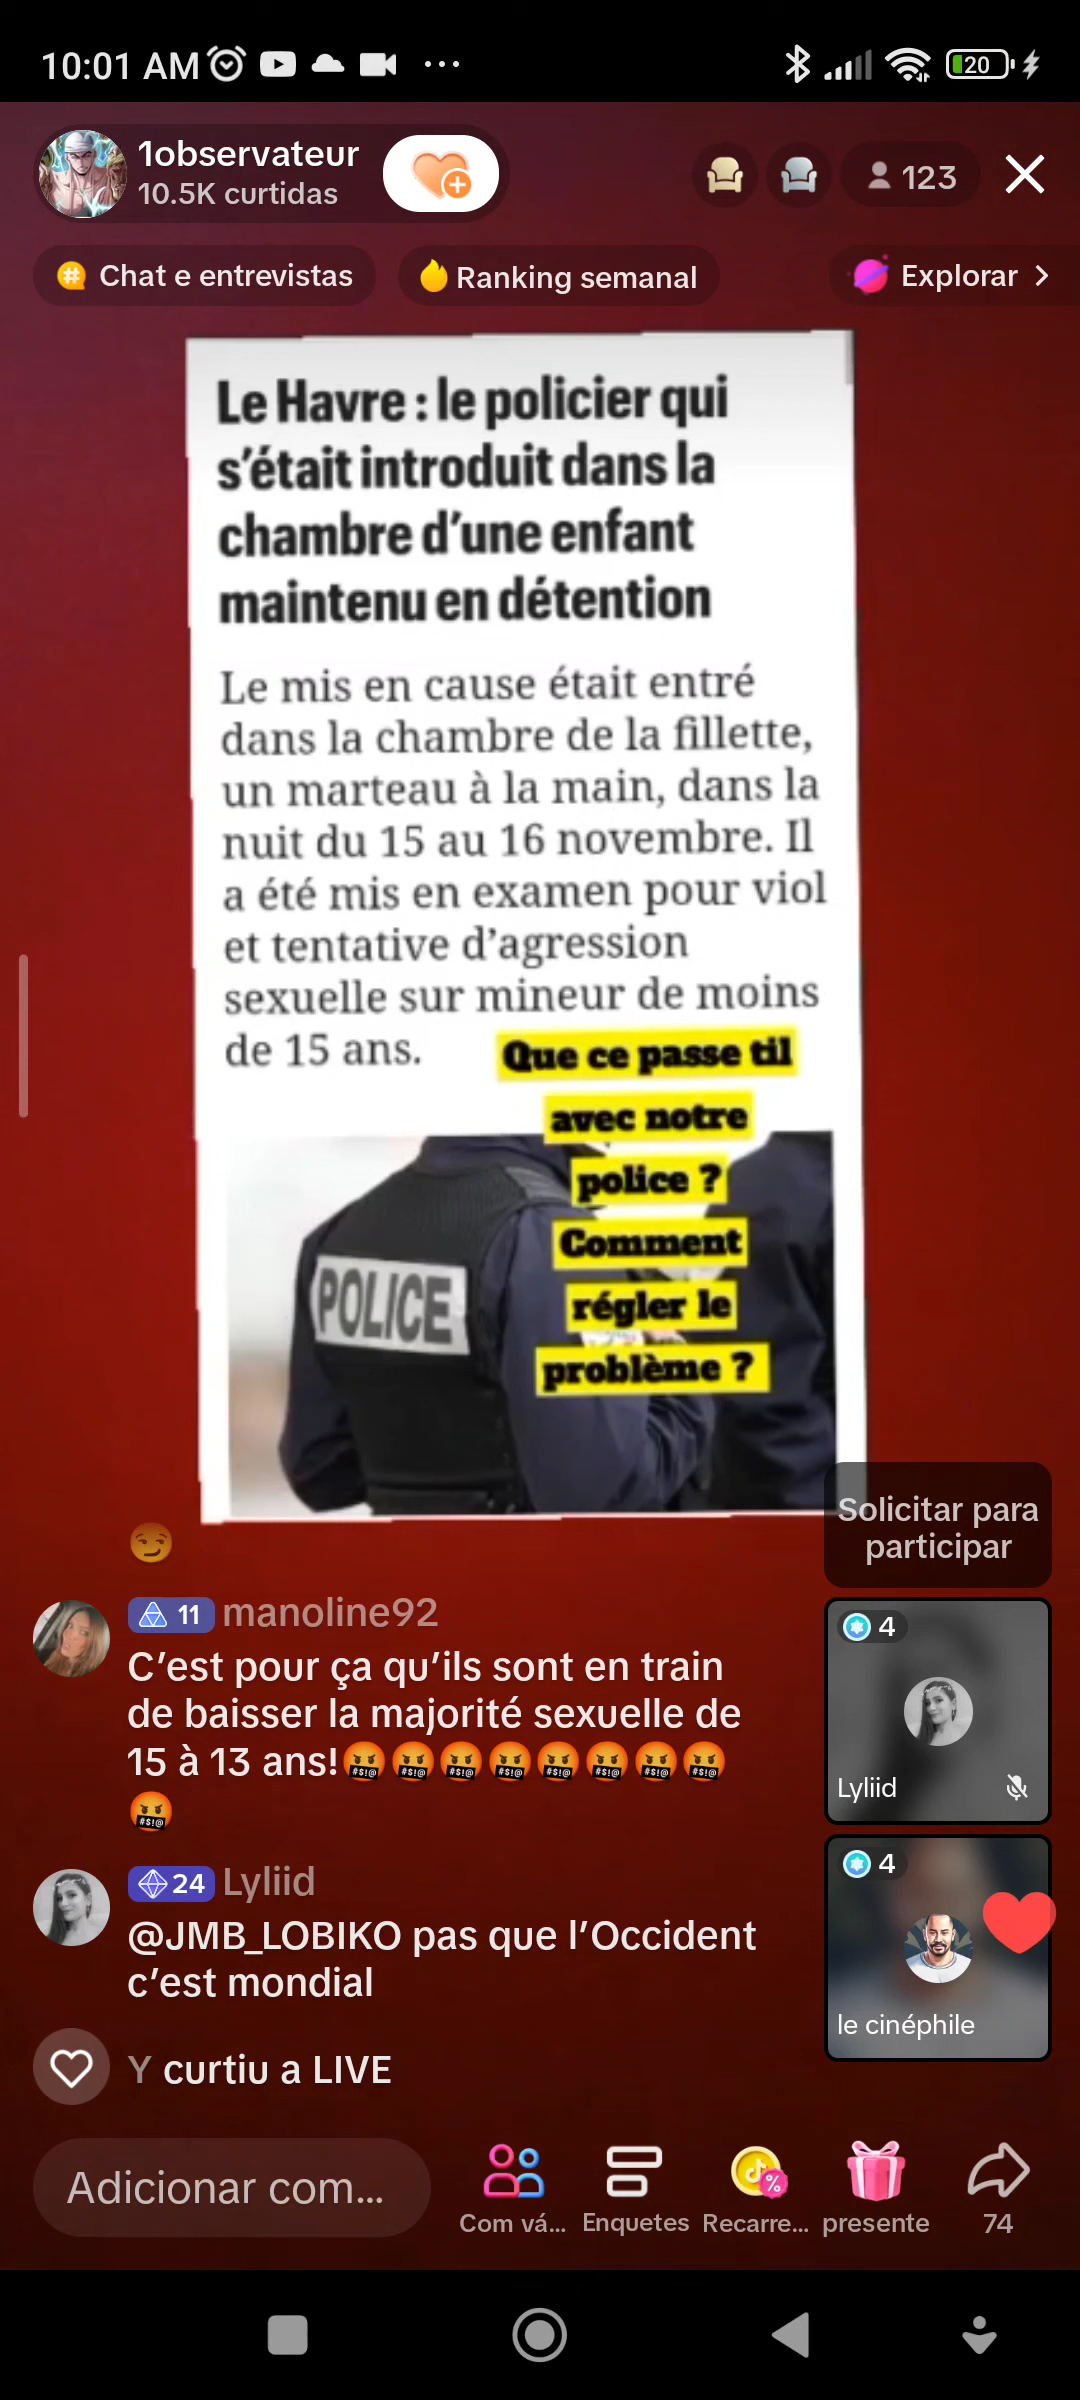 10:01 AM
20
1observateur
10.5K curtidas
123
Chat e entrevistas
Ranking semanal
Explorar
Le Havre : le policier qui
s'était introduit dans la
chambre d'une enfant
maintenu en détention
Le mis en cause était entré
dans la chambre de la fillette,
un marteau à la main, dans la
nuit du 15 au 16 novembre. Il
a été mis en examen pour viol
et tentative d'agression
sexuelle sur mineur de moins
de 15 ans.
Que ce passe til
avec notre
police ?
Comment
régler le
problème ?
POLICE
Solicitar para
participar
😏
11 manoline92
C'est pour ça qu'ils sont en train
de baisser la majorité sexuelle de
15 à 13 ans!🤬🤬🤬🤬🤬🤬🤬🤬
🤬
4
Lyliid
24 Lyliid
@JMB_LOBIKO pas que l'Occident
c'est mondial
4
le cinéphile
Y curtiu a LIVE
Adicionar com...
Com vá...
Enquetes
Recarre...
presente
74